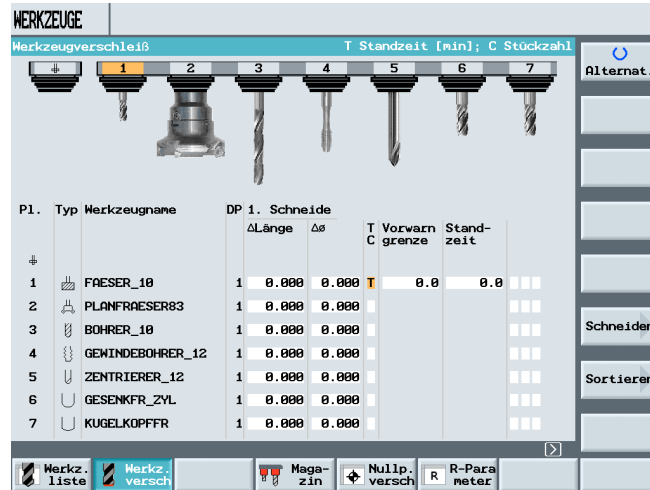 WERKZEUGE
Werkzeugverschleiß T Standzeit [min]; C Stückzahl
Alternat.
1 2 3 4 5 6 7
Pl. Typ Werkzeugname DP 1. Schneide
ΔLänge Δø T Vorwarn Stand-
C grenze zeit
1 FAESER_10 1 0.000 0.000 T 0.0 0.0
2 PLANFRAESER83 1 0.000 0.000
3 BOHRER_10 1 0.000 0.000
Schneiden
4 GEWINDEBOHRER_12 1 0.000 0.000
5 ZENTRIERER_12 1 0.000 0.000
Sortieren
6 GESENKFR_ZYL 1 0.000 0.000
7 KUGELKOPFFR 1 0.000 0.000
Werkz. liste
Werkz. versch
Maga-
zin
Nullp.
versch
R R-Para
meter